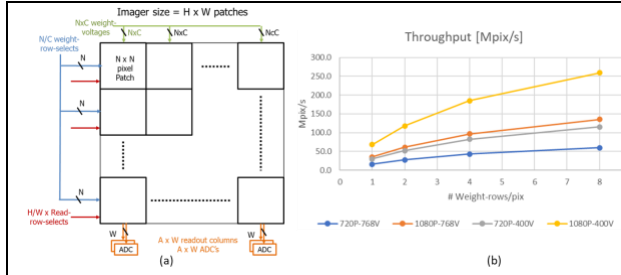 Imager size = H x W patches
NxC weight-
voltages
N/C weight-
row-selects
NxC
NxC
NcC
N
N x N
pixel
Patch
N
N
H/W x Read-
row-selects
W
W
ADC
ADC
A x W readout columns
A x W ADC's
(a)
Throughput [Mpix/s]
Mpix/s
300.0
250.0
200.0
150.0
100.0
50.0
0.0
0
1
2
3
4
5
6
7
8
# Weight-rows/pix
720P-768V
1080P-768V
720P-400V
1080P-400V
(b)